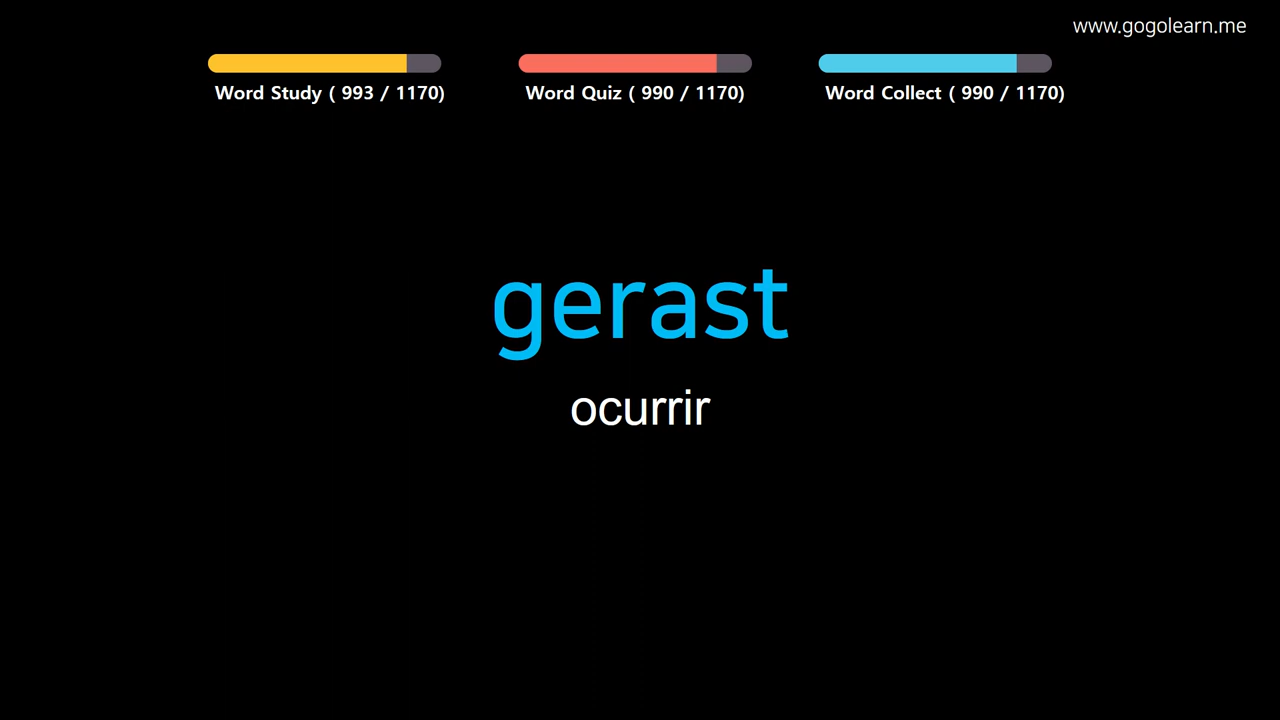 www.gogolearn.me
Word Study ( 993 / 1170)
Word Quiz ( 990 / 1170)
Word Collect ( 990 / 1170)
gerast
ocurrir